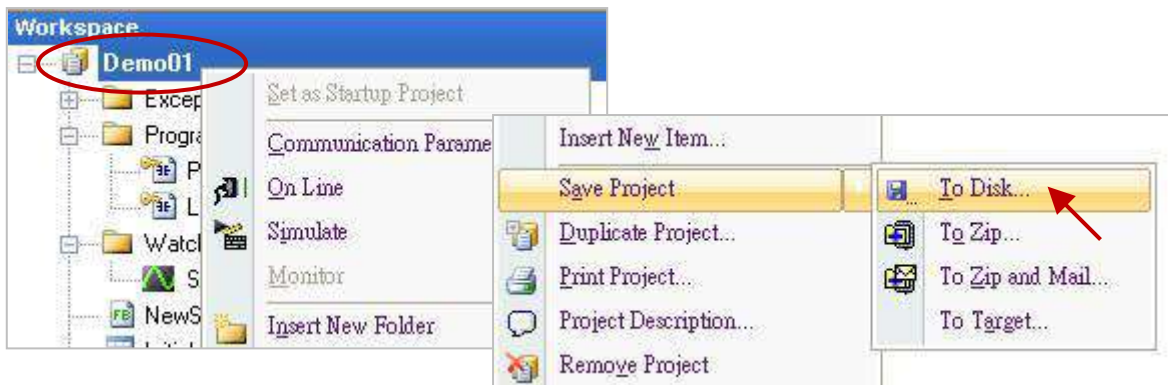 Workspace
Demo01
Excep
Progra
P
L
Watcl
S
NewS
Set as Startup Project
Communication Parame
On Line
Simulate
Monitor
Insert New Folder
Insert New Item...
Save Project
Duplicate Project...
Print Project...
Project Description...
Remove Project
To Disk...
To Zip...
To Zip and Mail...
To Target...